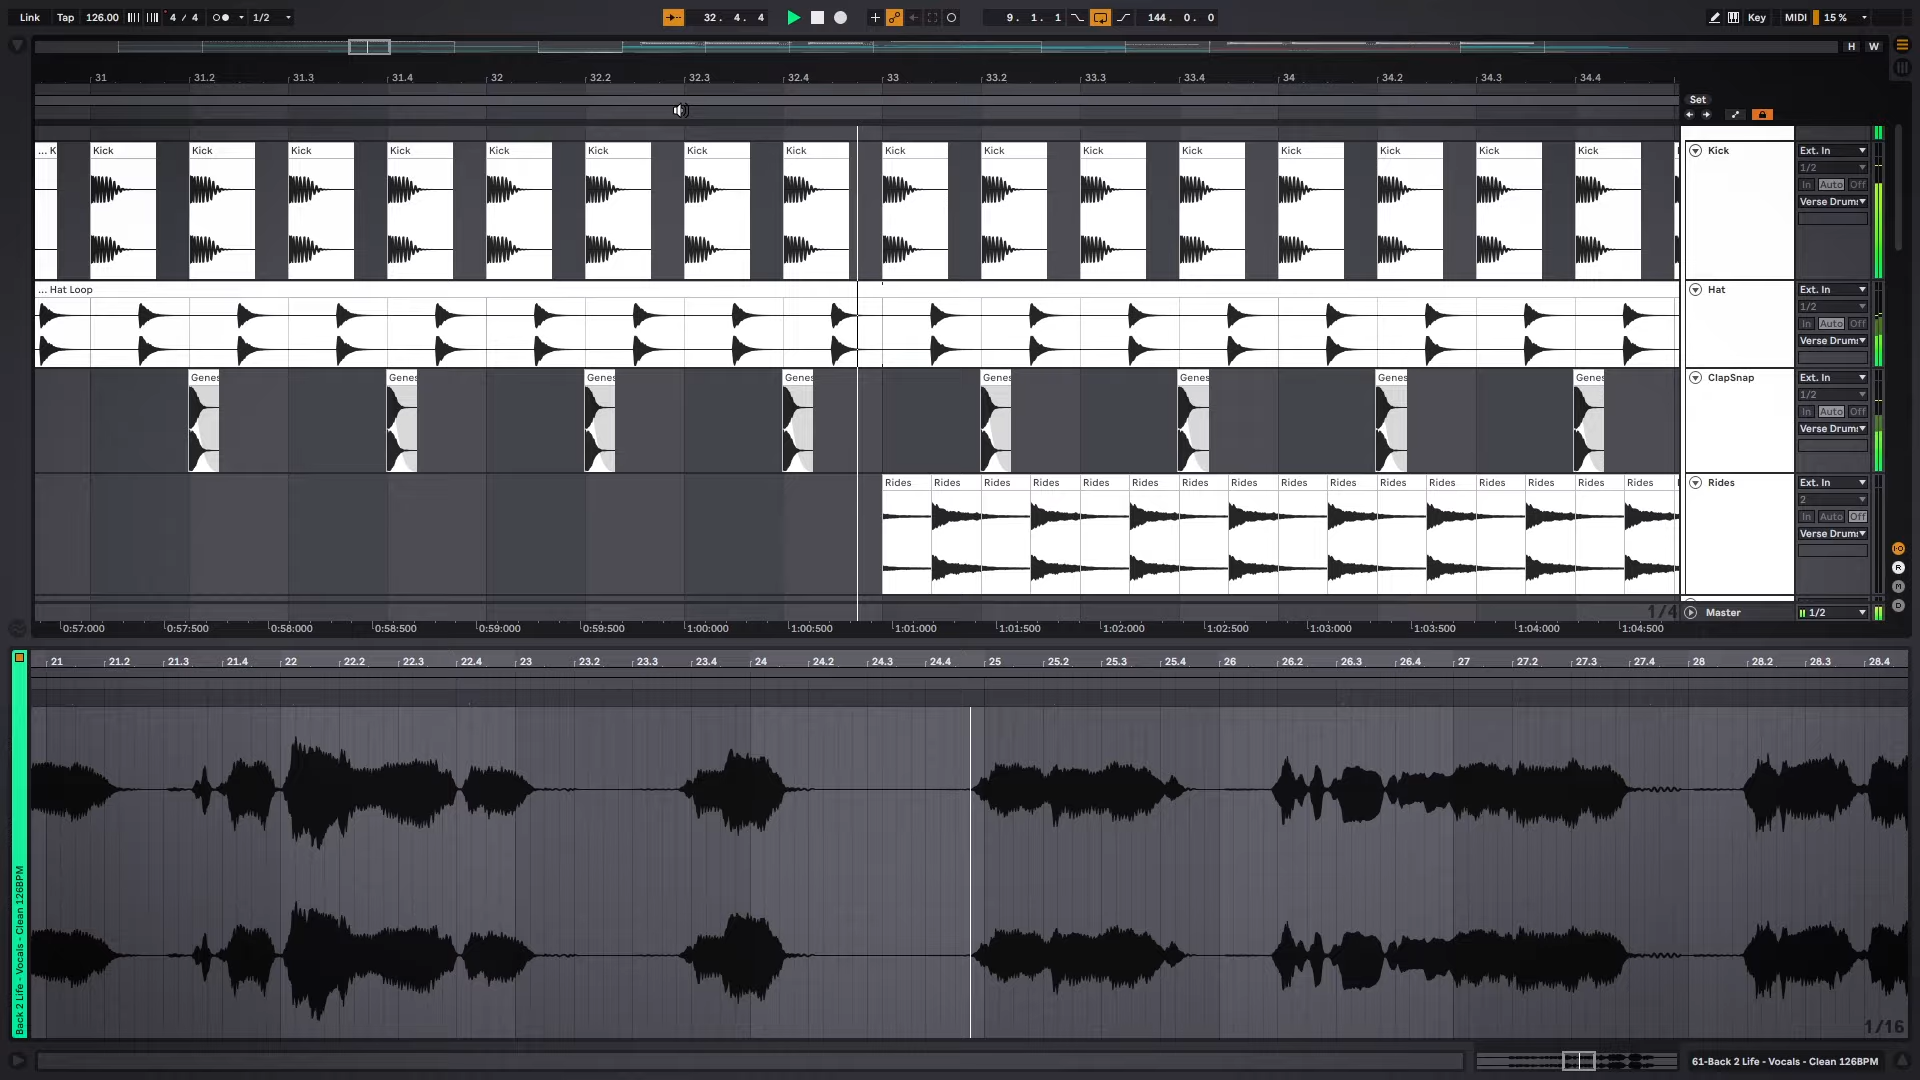 Link Tap 126.00 4 / 4 1/2 32. 4. 4 9. 1. 1 144. 0. 0 Key MIDI 15 %
H W
31 31.2 31.3 31.4 32 32.2 32.3 32.4 33 33.2 33.3 33.4 34 34.2 34.3 34.4
Set
... K Kick Kick Kick Kick Kick Kick Kick Kick Kick Kick Kick Kick Kick Kick Kick Kick Kick Ext. In
1/2
In Auto Off
Verse Drums
... Hat Loop Hat Ext. In
1/2
In Auto Off
Verse Drums
Genes Genes Genes Genes Genes Genes Genes Genes ClapSnap Ext. In
1/2
In Auto Off
Verse Drums
Rides Rides Rides Rides Rides Rides Rides Rides Rides Rides Rides Rides Rides Rides Rides Rides Rides Ext. In
2
In Auto Off
Verse Drums
I·O
R
M
D
1/4 Master 1/2
0:57:000 0:57:500 0:58:000 0:58:500 0:59:000 0:59:500 1:00:000 1:00:500 1:01:000 1:01:500 1:02:000 1:02:500 1:03:000 1:03:500 1:04:000 1:04:500
21 21.2 21.3 21.4 22 22.2 22.3 22.4 23 23.2 23.3 23.4 24 24.2 24.3 24.4 25 25.2 25.3 25.4 26 26.2 26.3 26.4 27 27.2 27.3 27.4 28 28.2 28.3 28.4
Back 2 Life - Vocals - Clean 126BPM
1/16
61-Back 2 Life - Vocals - Clean 126BPM